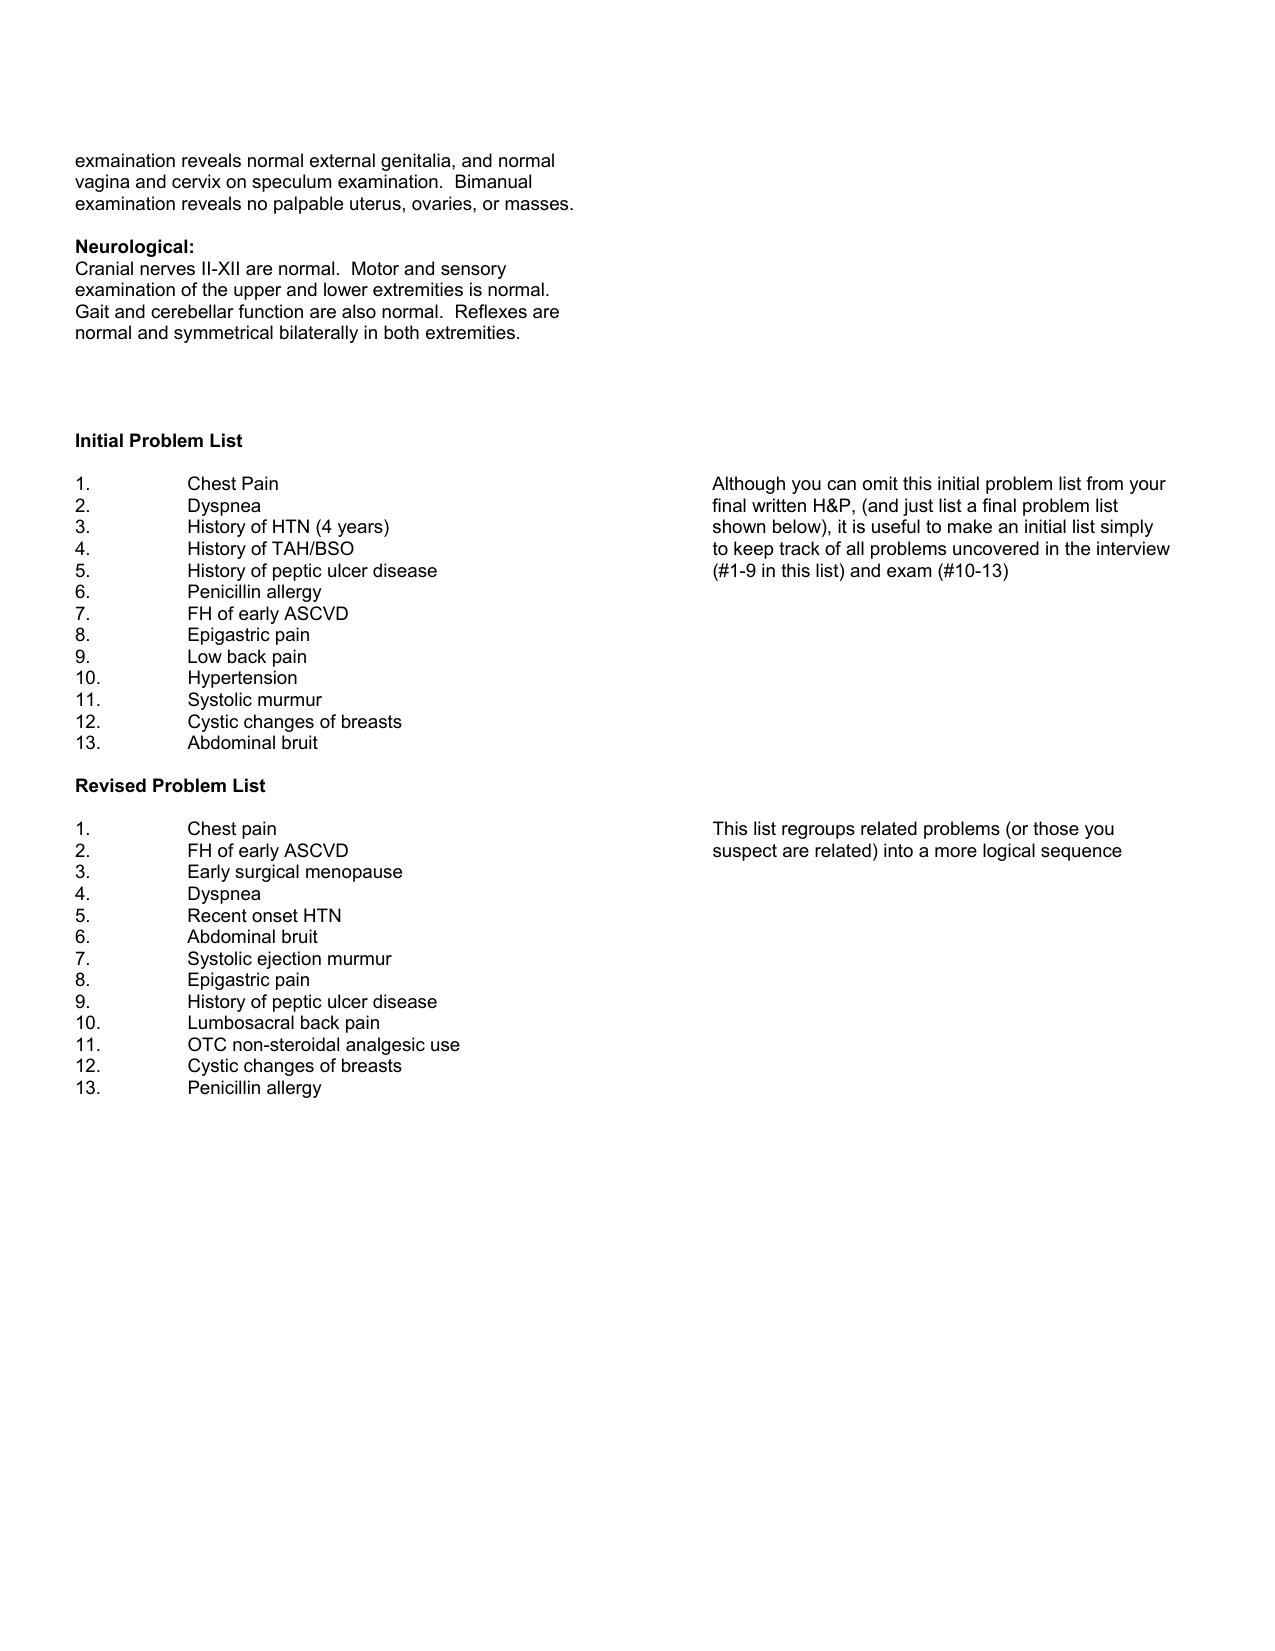 exmaination reveals normal external genitalia, and normal
vagina and cervix on speculum examination.  Bimanual
examination reveals no palpable uterus, ovaries, or masses.
Neurological:
Cranial nerves II-XII are normal.  Motor and sensory
examination of the upper and lower extremities is normal.
Gait and cerebellar function are also normal.  Reflexes are
normal and symmetrical bilaterally in both extremities.
Initial Problem List
1. Chest Pain
2. Dyspnea
3. History of HTN (4 years)
4. History of TAH/BSO
5. History of peptic ulcer disease
6. Penicillin allergy
7. FH of early ASCVD
8. Epigastric pain
9. Low back pain
10. Hypertension
11. Systolic murmur
12. Cystic changes of breasts
13. Abdominal bruit
Although you can omit this initial problem list from your
final written H&P, (and just list a final problem list
shown below), it is useful to make an initial list simply
to keep track of all problems uncovered in the interview
(#1-9 in this list) and exam (#10-13)
Revised Problem List
1. Chest pain
2. FH of early ASCVD
3. Early surgical menopause
4. Dyspnea
5. Recent onset HTN
6. Abdominal bruit
7. Systolic ejection murmur
8. Epigastric pain
9. History of peptic ulcer disease
10. Lumbosacral back pain
11. OTC non-steroidal analgesic use
12. Cystic changes of breasts
13. Penicillin allergy
This list regroups related problems (or those you
suspect are related) into a more logical sequence